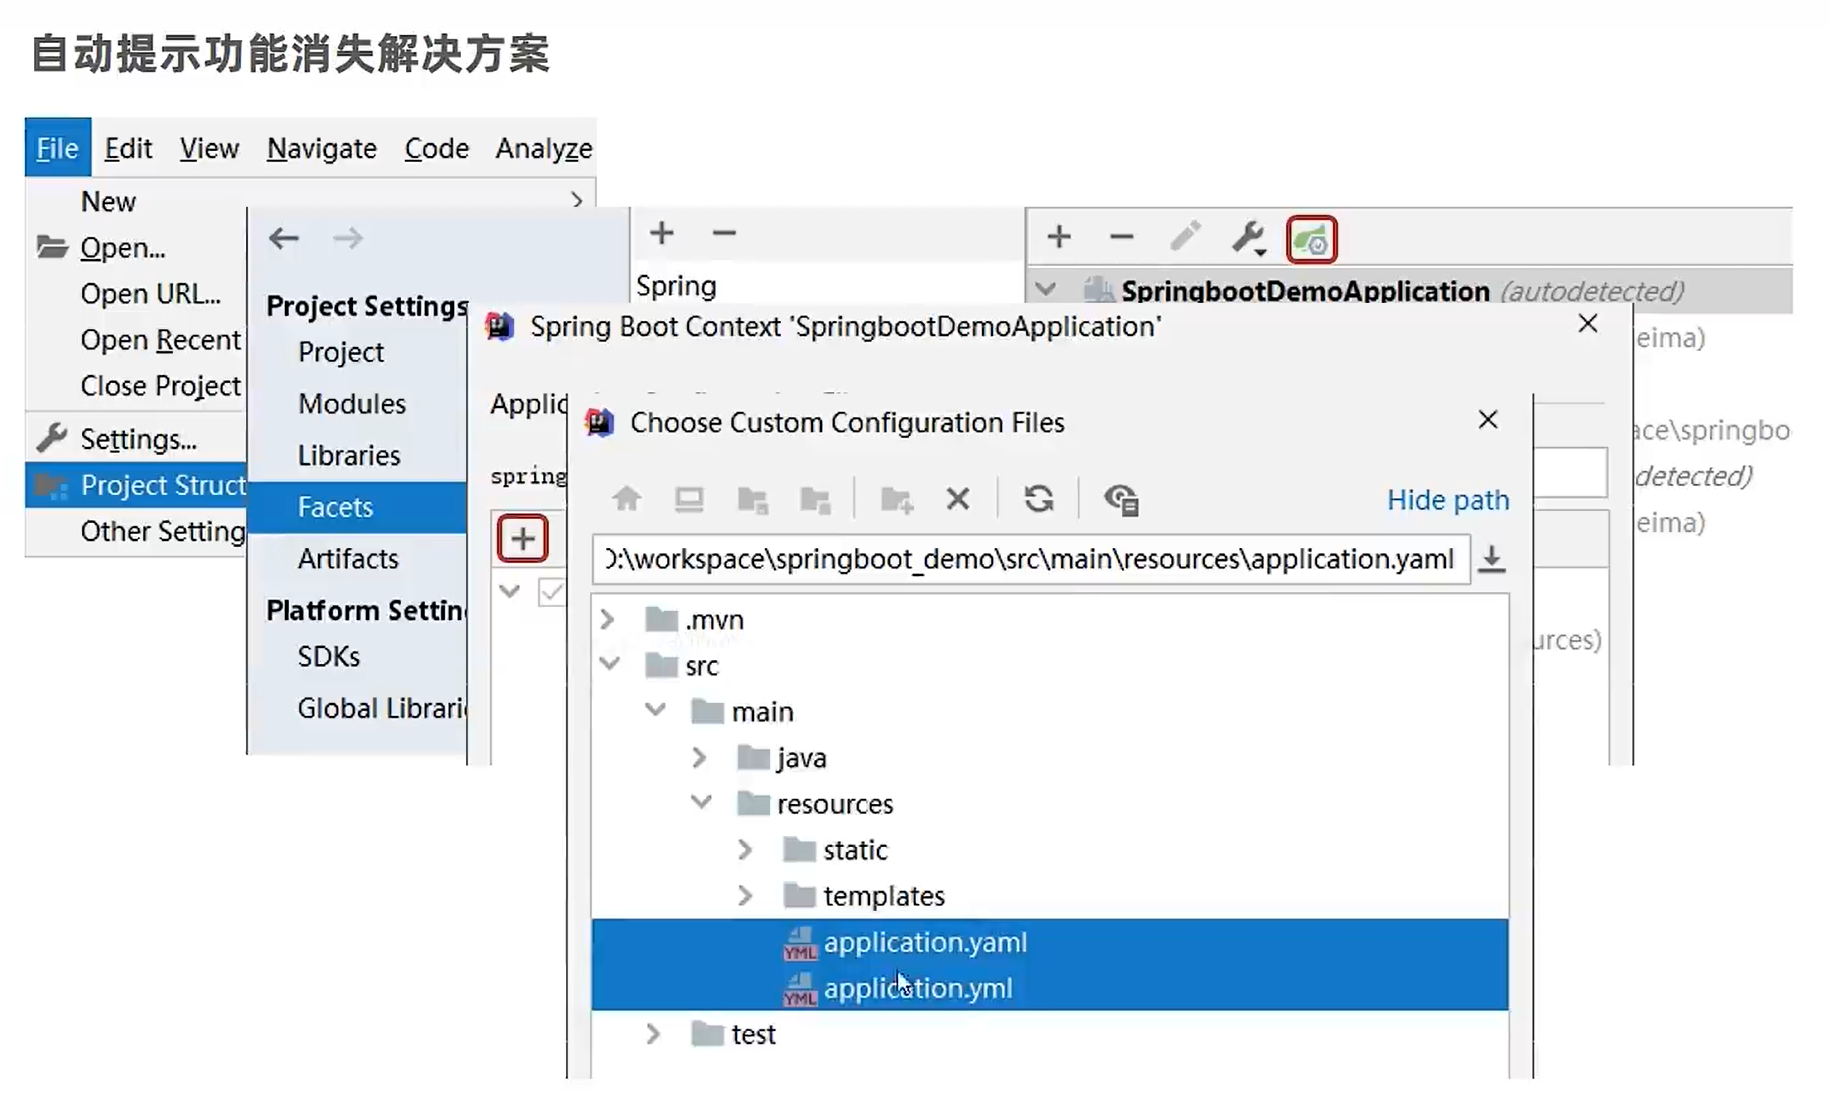 自动提示功能消失解决方案
File Edit View Navigate Code Analyze
New
Open...
Open URL...
Open Recent
Close Project
Settings...
Project Struct
Other Setting
Project Settings
Project
Modules
Libraries
Facets
Artifacts
Platform Settin
SDKs
Global Librari
Spring
SpringbootDemoApplication (autodetected)
eima)
ace\springbo
detected)
eima)
Spring Boot Context 'SpringbootDemoApplication'
Applic
spring
urces)
Choose Custom Configuration Files
Hide path
D:\workspace\springboot_demo\src\main\resources\application.yaml
.mvn
src
main
java
resources
static
templates
YML application.yaml
YML application.yml
test